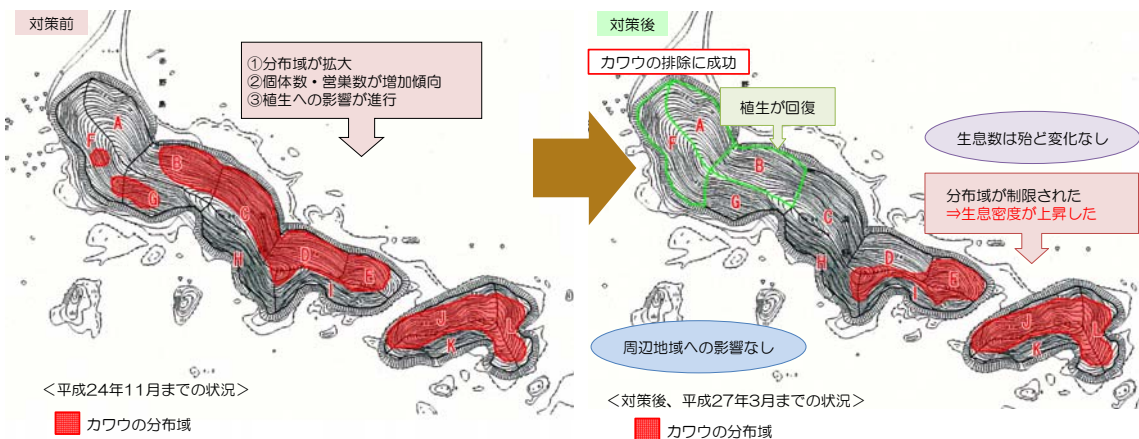 対策前
①分布域が拡大
②個体数・営巣数が増加傾向
③植生への影響が進行
A
F
B
G
C
H
D
E
I
J
L
K
＜平成24年11月までの状況＞
カワウの分布域
対策後
カワウの排除に成功
植生が回復
生息数は殆ど変化なし
分布域が制限された
⇒生息密度が上昇した
A
F
B
G
C
H
D
E
I
J
L
K
周辺地域への影響なし
＜対策後、平成27年3月までの状況＞
カワウの分布域